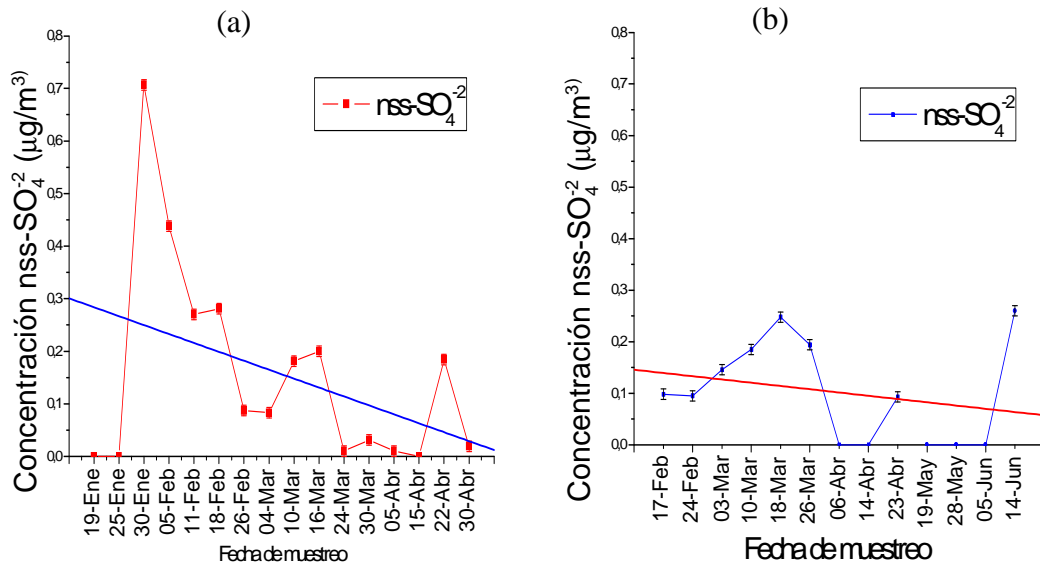 (a)
Concentración nss-SO₄⁻² (µg/m³)
0,8
0,7
0,6
0,5
0,4
0,3
0,2
0,1
0,0
nss-SO₄⁻²
19-Ene
25-Ene
30-Ene
05-Feb
11-Feb
18-Feb
26-Feb
04-Mar
10-Mar
16-Mar
24-Mar
30-Mar
05-Abr
15-Abr
22-Abr
30-Abr
Fecha de muestreo
(b)
Concentración nss-SO₄⁻² (µg/m³)
0,8
0,7
0,6
0,5
0,4
0,3
0,2
0,1
0,0
nss-SO₄⁻²
17-Feb
24-Feb
03-Mar
10-Mar
18-Mar
26-Mar
06-Abr
14-Abr
23-Abr
19-May
28-May
05-Jun
14-Jun
Fecha de muestreo